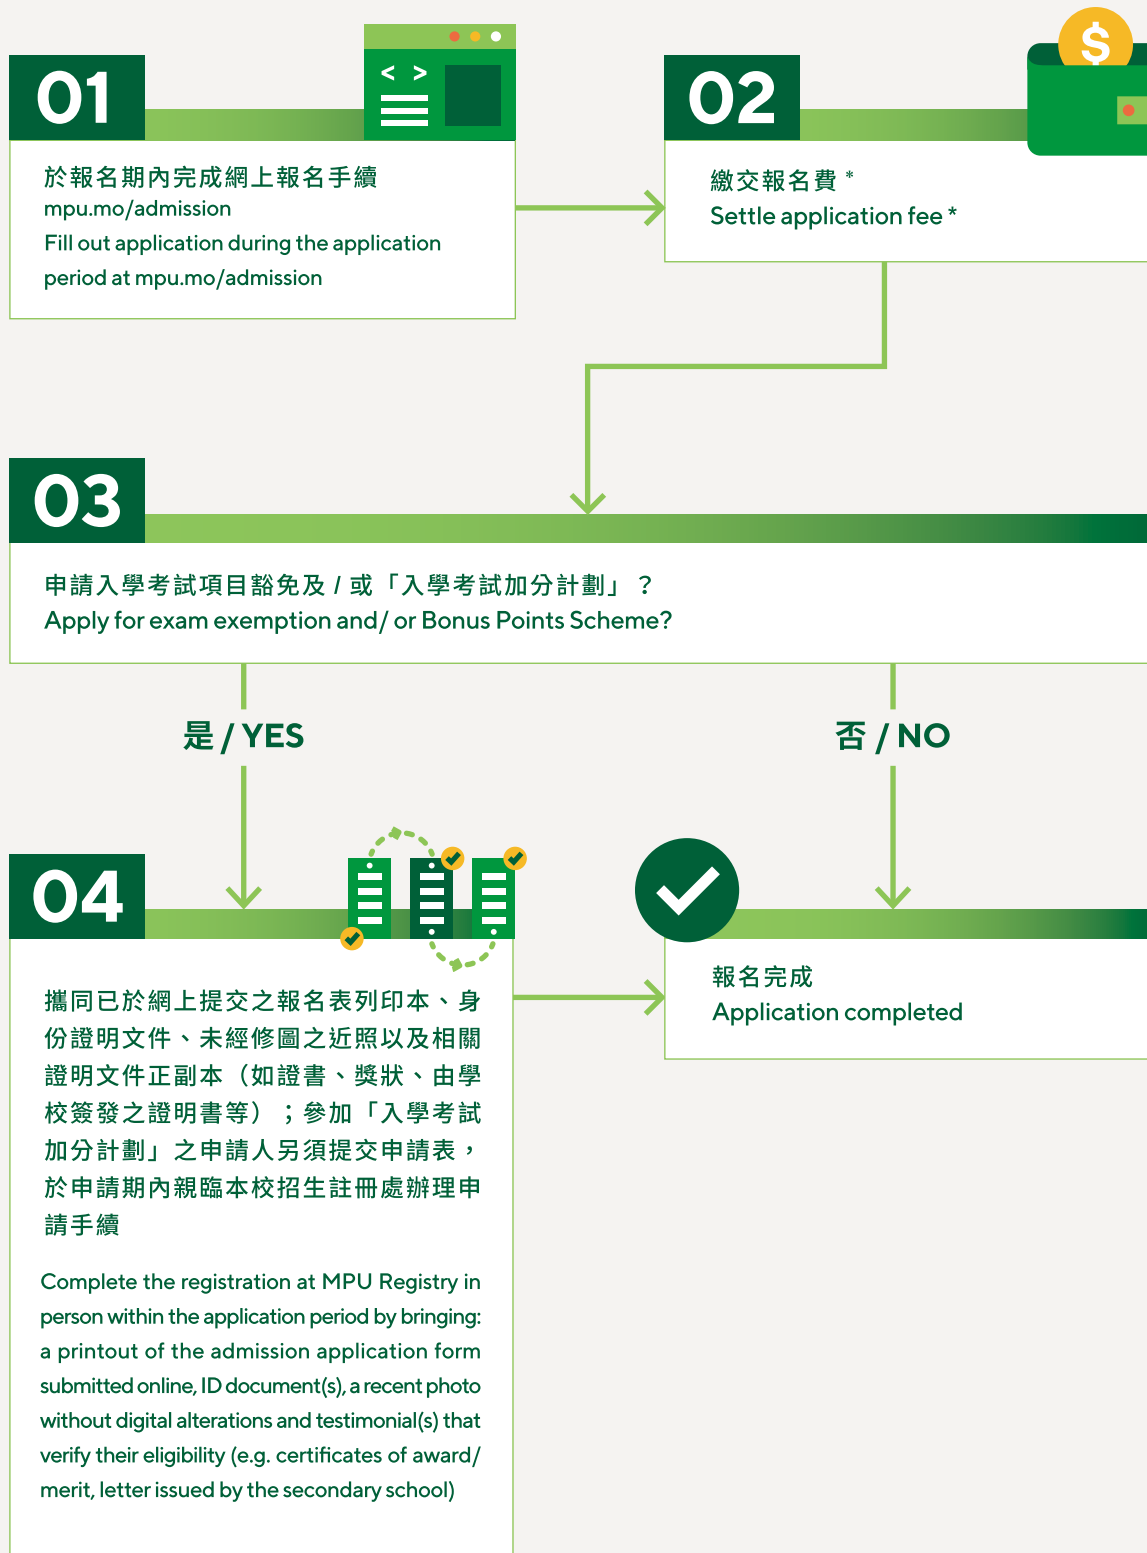 01
< >
於報名期內完成網上報名手續
mpu.mo/admission
Fill out application during the application
period at mpu.mo/admission
02
$
繳交報名費 *
Settle application fee *
03
申請入學考試項目豁免及 / 或「入學考試加分計劃」？
Apply for exam exemption and/ or Bonus Points Scheme?
是 / YES
否 / NO
04
攜同已於網上提交之報名表列印本、身
份證明文件、未經修圖之近照以及相關
證明文件正副本（如證書、獎狀、由學
校簽發之證明書等）；參加「入學考試
加分計劃」之申請人另須提交申請表，
於申請期內親臨本校招生註冊處辦理申
請手續
Complete the registration at MPU Registry in
person within the application period by bringing:
a printout of the admission application form
submitted online, ID document(s), a recent photo
without digital alterations and testimonial(s) that
verify their eligibility (e.g. certificates of award/
merit, letter issued by the secondary school)
報名完成
Application completed